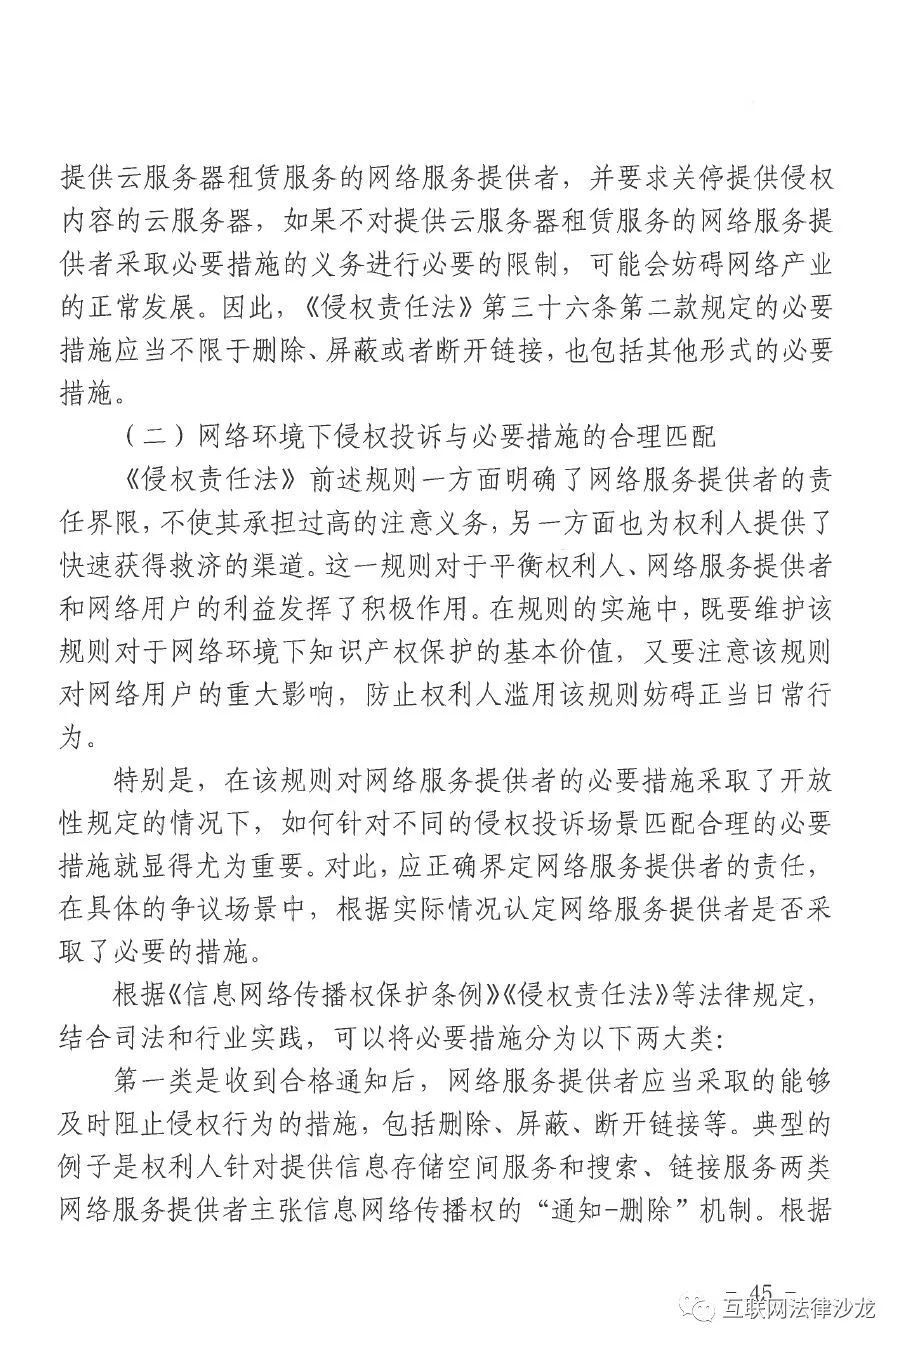 提供云服务器租赁服务的网络服务提供者，并要求关停提供侵权
内容的云服务器，如果不对提供云服务器租赁服务的网络服务提
供者采取必要措施的义务进行必要的限制，可能会妨碍网络产业
的正常发展。因此，《侵权责任法》第三十六条第二款规定的必要
措施应当不限于删除、屏蔽或者断开链接，也包括其他形式的必要
措施。
（二）网络环境下侵权投诉与必要措施的合理匹配
《侵权责任法》前述规则一方面明确了网络服务提供者的责
任界限，不使其承担过高的注意义务，另一方面也为权利人提供了
快速获得救济的渠道。这一规则对于平衡权利人、网络服务提供者
和网络用户的利益发挥了积极作用。在规则的实施中，既要维护该
规则对于网络环境下知识产权保护的基本价值，又要注意该规则
对网络用户的重大影响，防止权利人滥用该规则妨碍正当日常行
为。
特别是，在该规则对网络服务提供者的必要措施采取了开放
性规定的情况下，如何针对不同的侵权投诉场景匹配合理的必要
措施就显得尤为重要。对此，应正确界定网络服务提供者的责任，
在具体的争议场景中，根据实际情况认定网络服务提供者是否采
取了必要的措施。
根据《信息网络传播权保护条例》《侵权责任法》等法律规定，
结合司法和行业实践，可以将必要措施分为以下两大类：
第一类是收到合格通知后，网络服务提供者应当采取的能够
及时阻止侵权行为的措施，包括删除、屏蔽、断开链接等。典型的
例子是权利人针对提供信息存储空间服务和搜索、链接服务两类
网络服务提供者主张信息网络传播权的“通知-删除”机制。根据
- 45 -
互联网法律沙龙